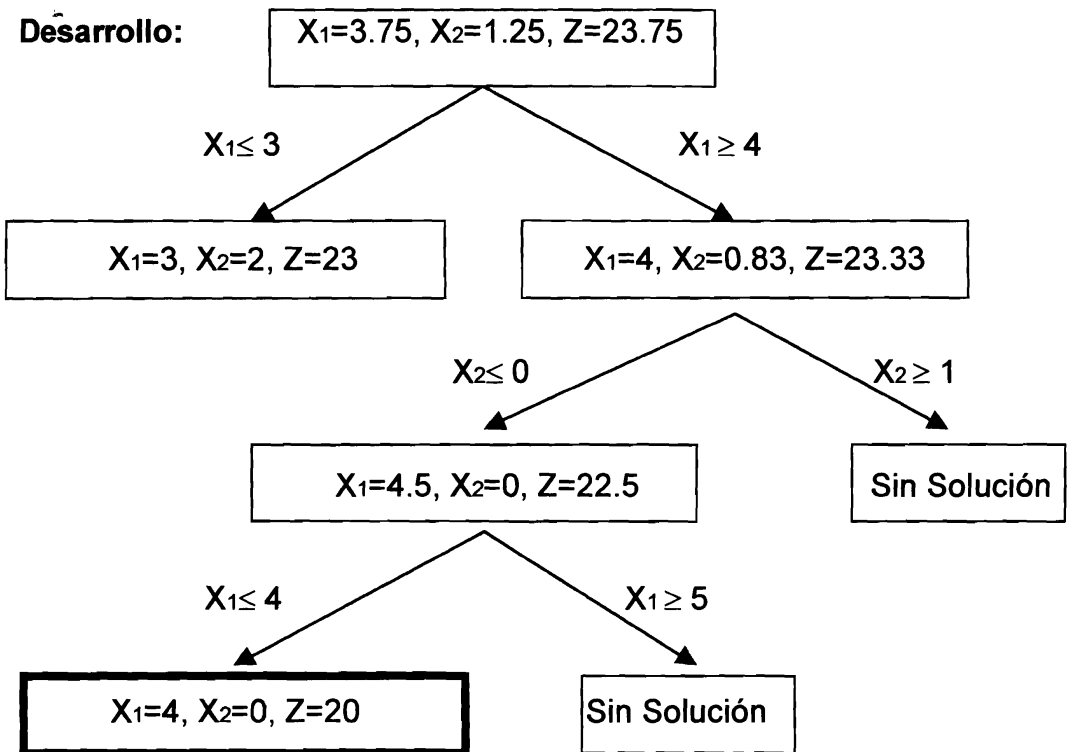 Desarrollo:
X1=3.75, X2=1.25, Z=23.75
X1≤ 3
X1 ≥ 4
X1=3, X2=2, Z=23
X1=4, X2=0.83, Z=23.33
X2≤ 0
X2 ≥ 1
X1=4.5, X2=0, Z=22.5
Sin Solución
X1≤ 4
X1 ≥ 5
X1=4, X2=0, Z=20
Sin Solución